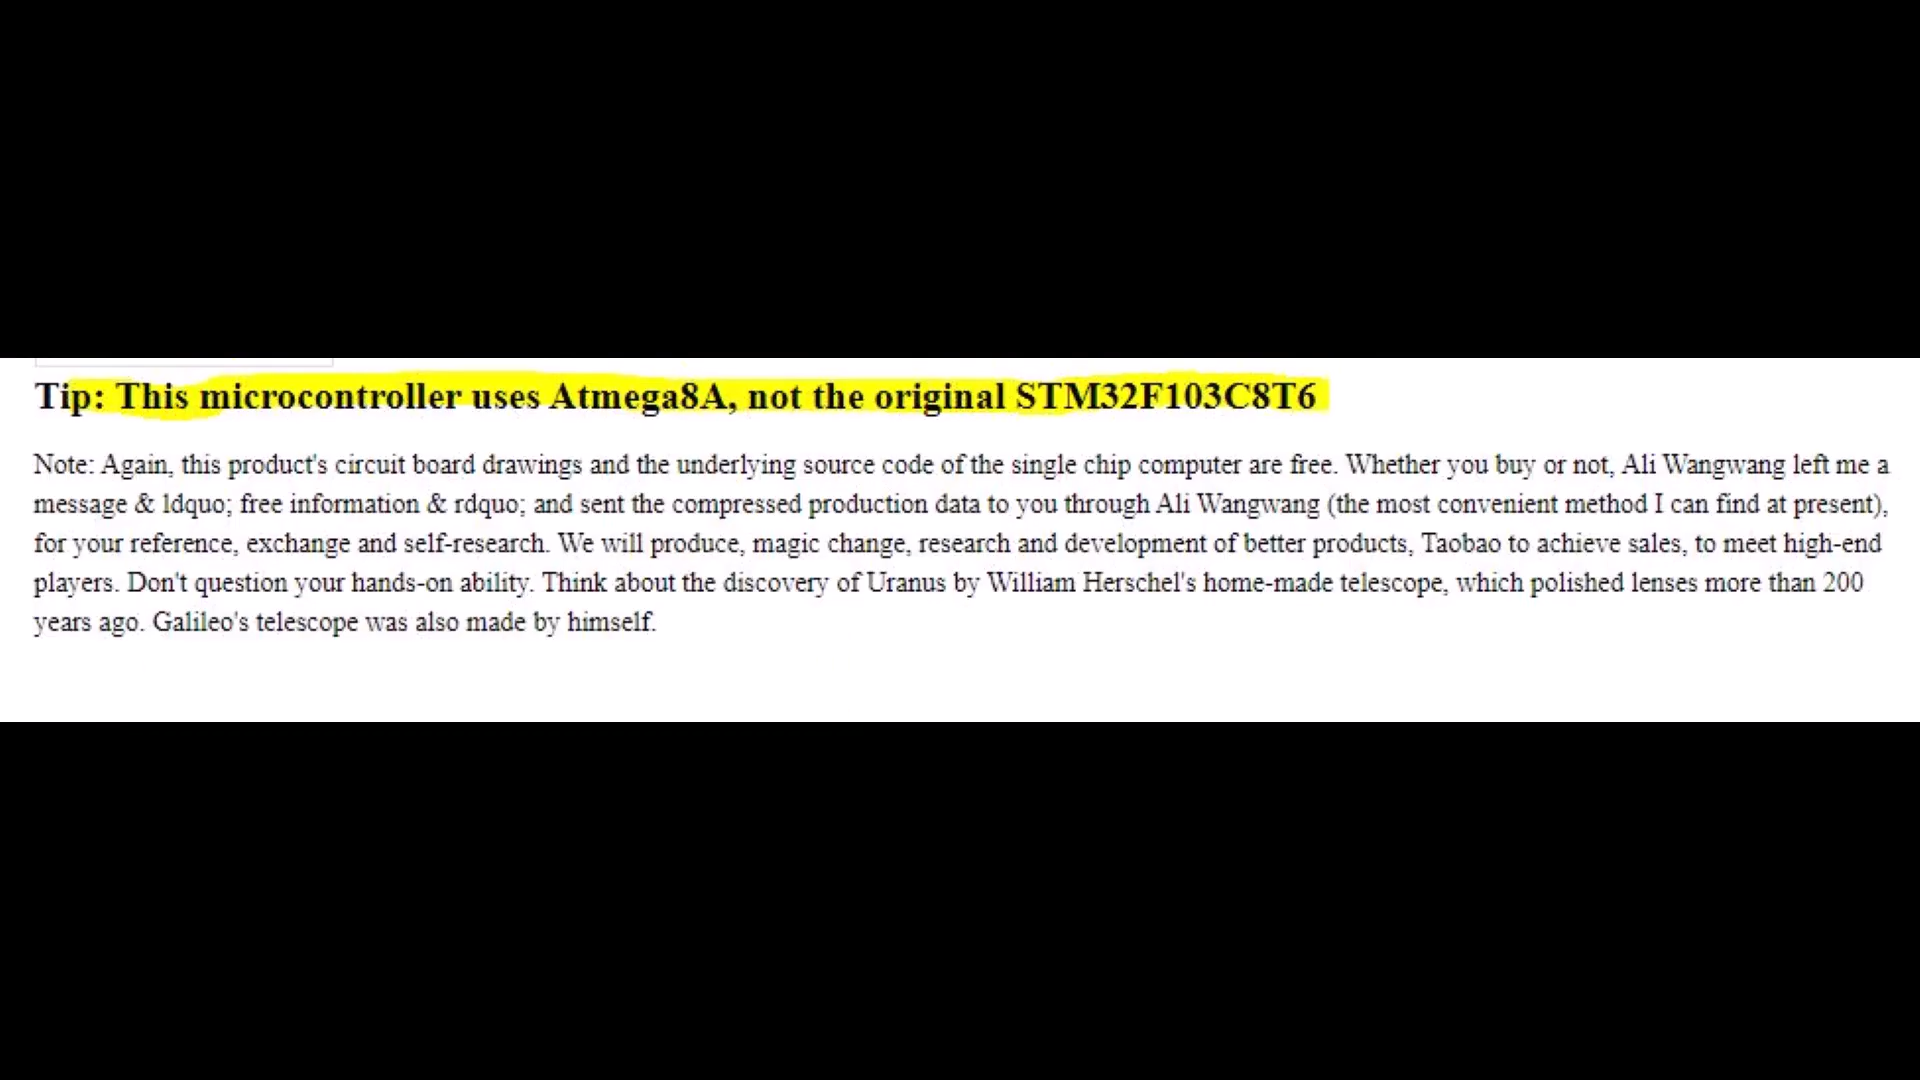 Tip: This microcontroller uses Atmega8A, not the original STM32F103C8T6
Note: Again, this product's circuit board drawings and the underlying source code of the single chip computer are free. Whether you buy or not, Ali Wangwang left me a
message & ldquo; free information & rdquo; and sent the compressed production data to you through Ali Wangwang (the most convenient method I can find at present),
for your reference, exchange and self-research. We will produce, magic change, research and development of better products, Taobao to achieve sales, to meet high-end
players. Don't question your hands-on ability. Think about the discovery of Uranus by William Herschel's home-made telescope, which polished lenses more than 200
years ago. Galileo's telescope was also made by himself.